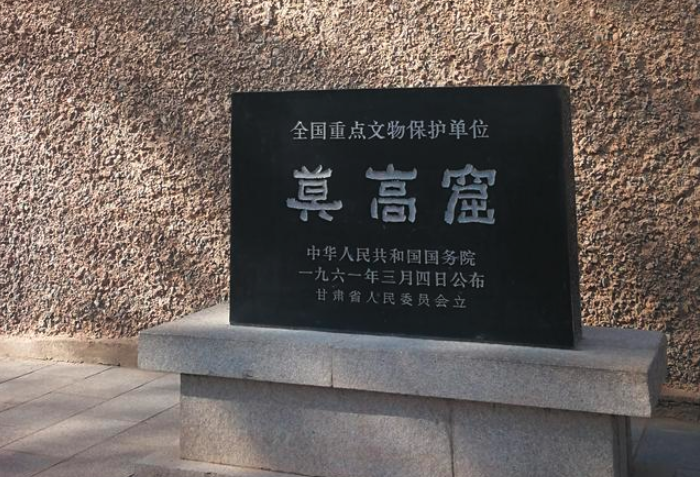 全国重点文物保护单位
莫高窟
中华人民共和国国务院
一九六一年三月四日公布
甘肃省人民委员会立